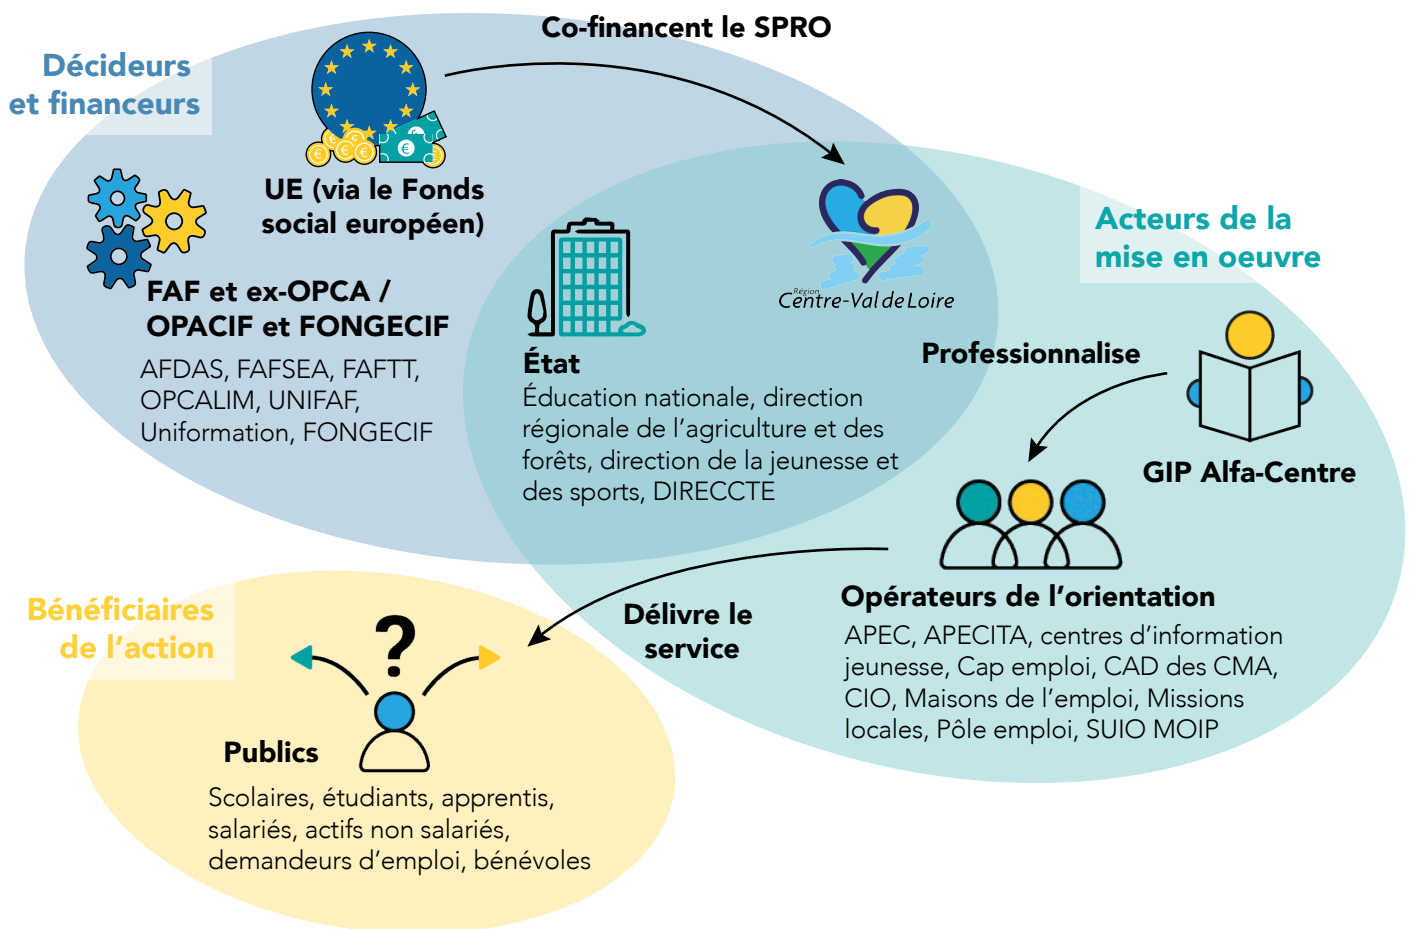 Co-financent le SPRO
Décideurs
et financeurs
UE (via le Fonds
social européen)
FAF et ex-OPCA /
OPACIF et FONGECIF
AFDAS, FAFSEA, FAFTT,
OPCALIM, UNIFAF,
Uniformation, FONGECIF
État
Éducation nationale, direction
régionale de l'agriculture et des
forêts, direction de la jeunesse et
des sports, DIRECCTE
Région
Centre-Val de Loire
Acteurs de la
mise en oeuvre
Professionnalise
GIP Alfa-Centre
Opérateurs de l'orientation
APEC, APECITA, centres d'information
jeunesse, Cap emploi, CAD des CMA,
CIO, Maisons de l'emploi, Missions
locales, Pôle emploi, SUIO MOIP
Délivre le
service
Bénéficiaires
de l'action
?
Publics
Scolaires, étudiants, apprentis,
salariés, actifs non salariés,
demandeurs d'emploi, bénévoles